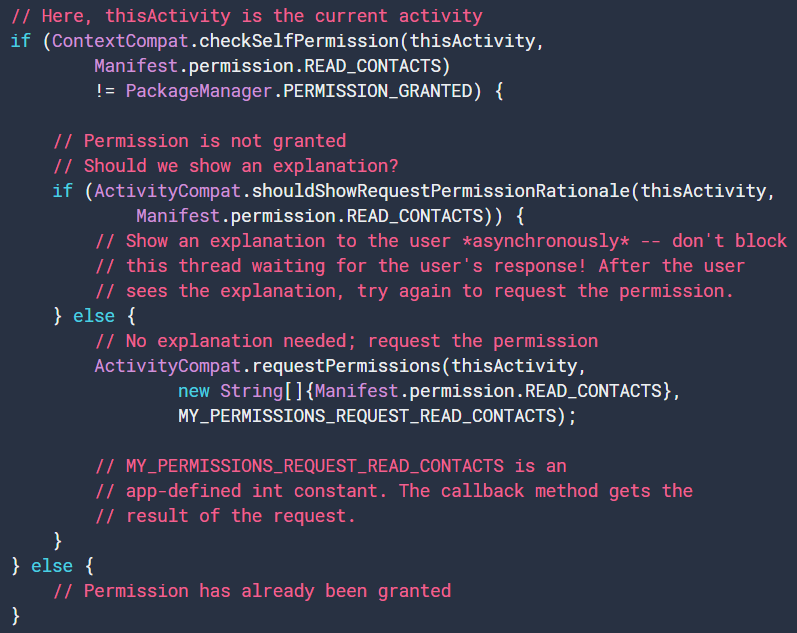 // Here, thisActivity is the current activity
if (ContextCompat.checkSelfPermission(thisActivity,
        Manifest.permission.READ_CONTACTS)
        != PackageManager.PERMISSION_GRANTED) {

    // Permission is not granted
    // Should we show an explanation?
    if (ActivityCompat.shouldShowRequestPermissionRationale(thisActivity,
            Manifest.permission.READ_CONTACTS)) {
        // Show an explanation to the user *asynchronously* -- don't block
        // this thread waiting for the user's response! After the user
        // sees the explanation, try again to request the permission.
    } else {
        // No explanation needed; request the permission
        ActivityCompat.requestPermissions(thisActivity,
                new String[]{Manifest.permission.READ_CONTACTS},
                MY_PERMISSIONS_REQUEST_READ_CONTACTS);

        // MY_PERMISSIONS_REQUEST_READ_CONTACTS is an
        // app-defined int constant. The callback method gets the
        // result of the request.
    }
} else {
    // Permission has already been granted
}